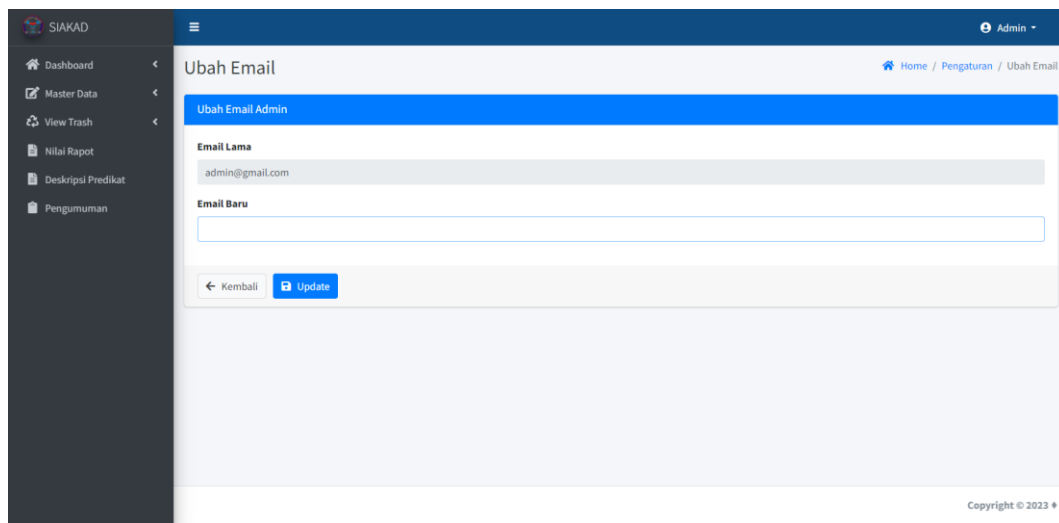 SIAKAD
Admin
Dashboard
Master Data
View Trash
Nilai Rapot
Deskripsi Predikat
Pengumuman
Ubah Email
Home / Pengaturan / Ubah Email
Ubah Email Admin
Email Lama
admin@gmail.com
Email Baru
Kembali
Update
Copyright © 2023